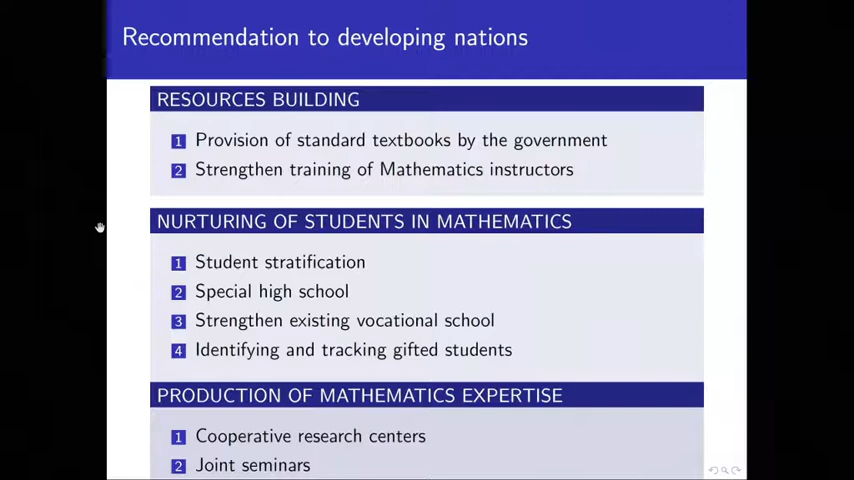 Recommendation to developing nations
RESOURCES BUILDING
1 Provision of standard textbooks by the government
2 Strengthen training of Mathematics instructors
NURTURING OF STUDENTS IN MATHEMATICS
1 Student stratification
2 Special high school
3 Strengthen existing vocational school
4 Identifying and tracking gifted students
PRODUCTION OF MATHEMATICS EXPERTISE
1 Cooperative research centers
2 Joint seminars